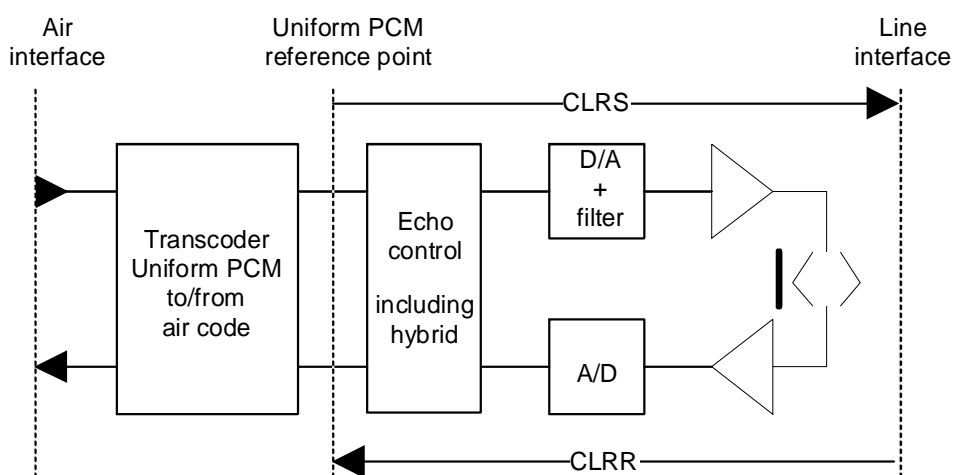 Air
interface
Uniform PCM
reference point
Line
interface
CLRS
Transcoder
Uniform PCM
to/from
air code
Echo
control
including
hybrid
D/A
+
filter
A/D
CLRR